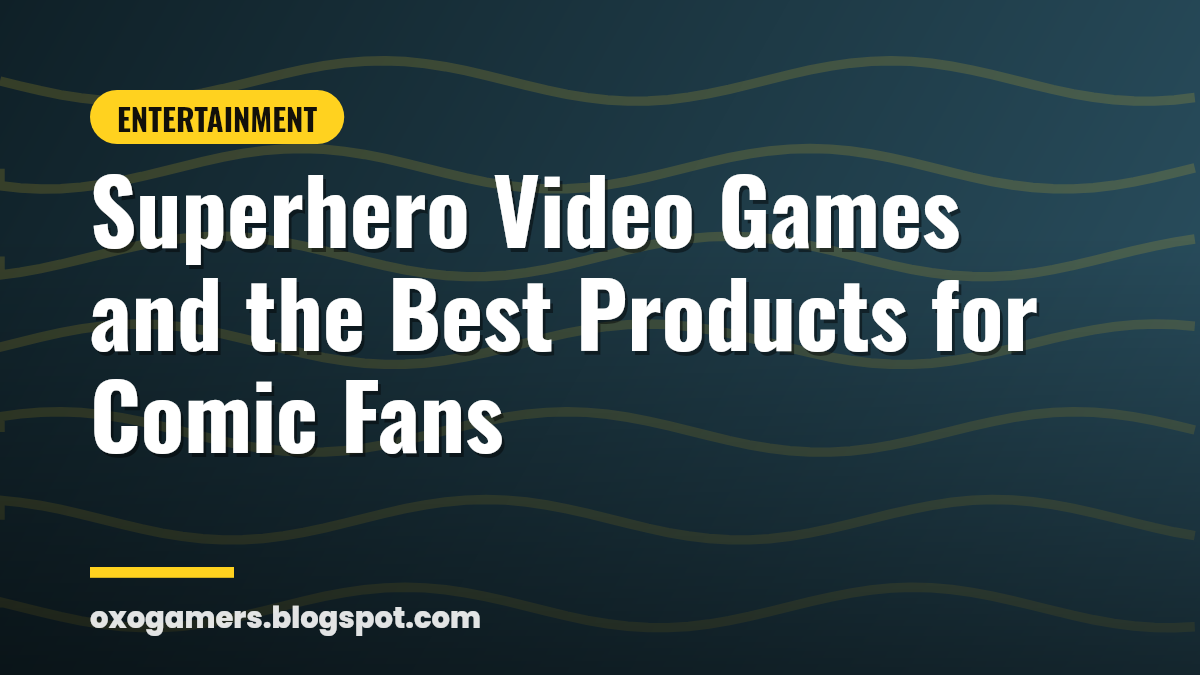 ENTERTAINMENT
Superhero Video Games
and the Best Products for
Comic Fans
oxogamers.blogspot.com